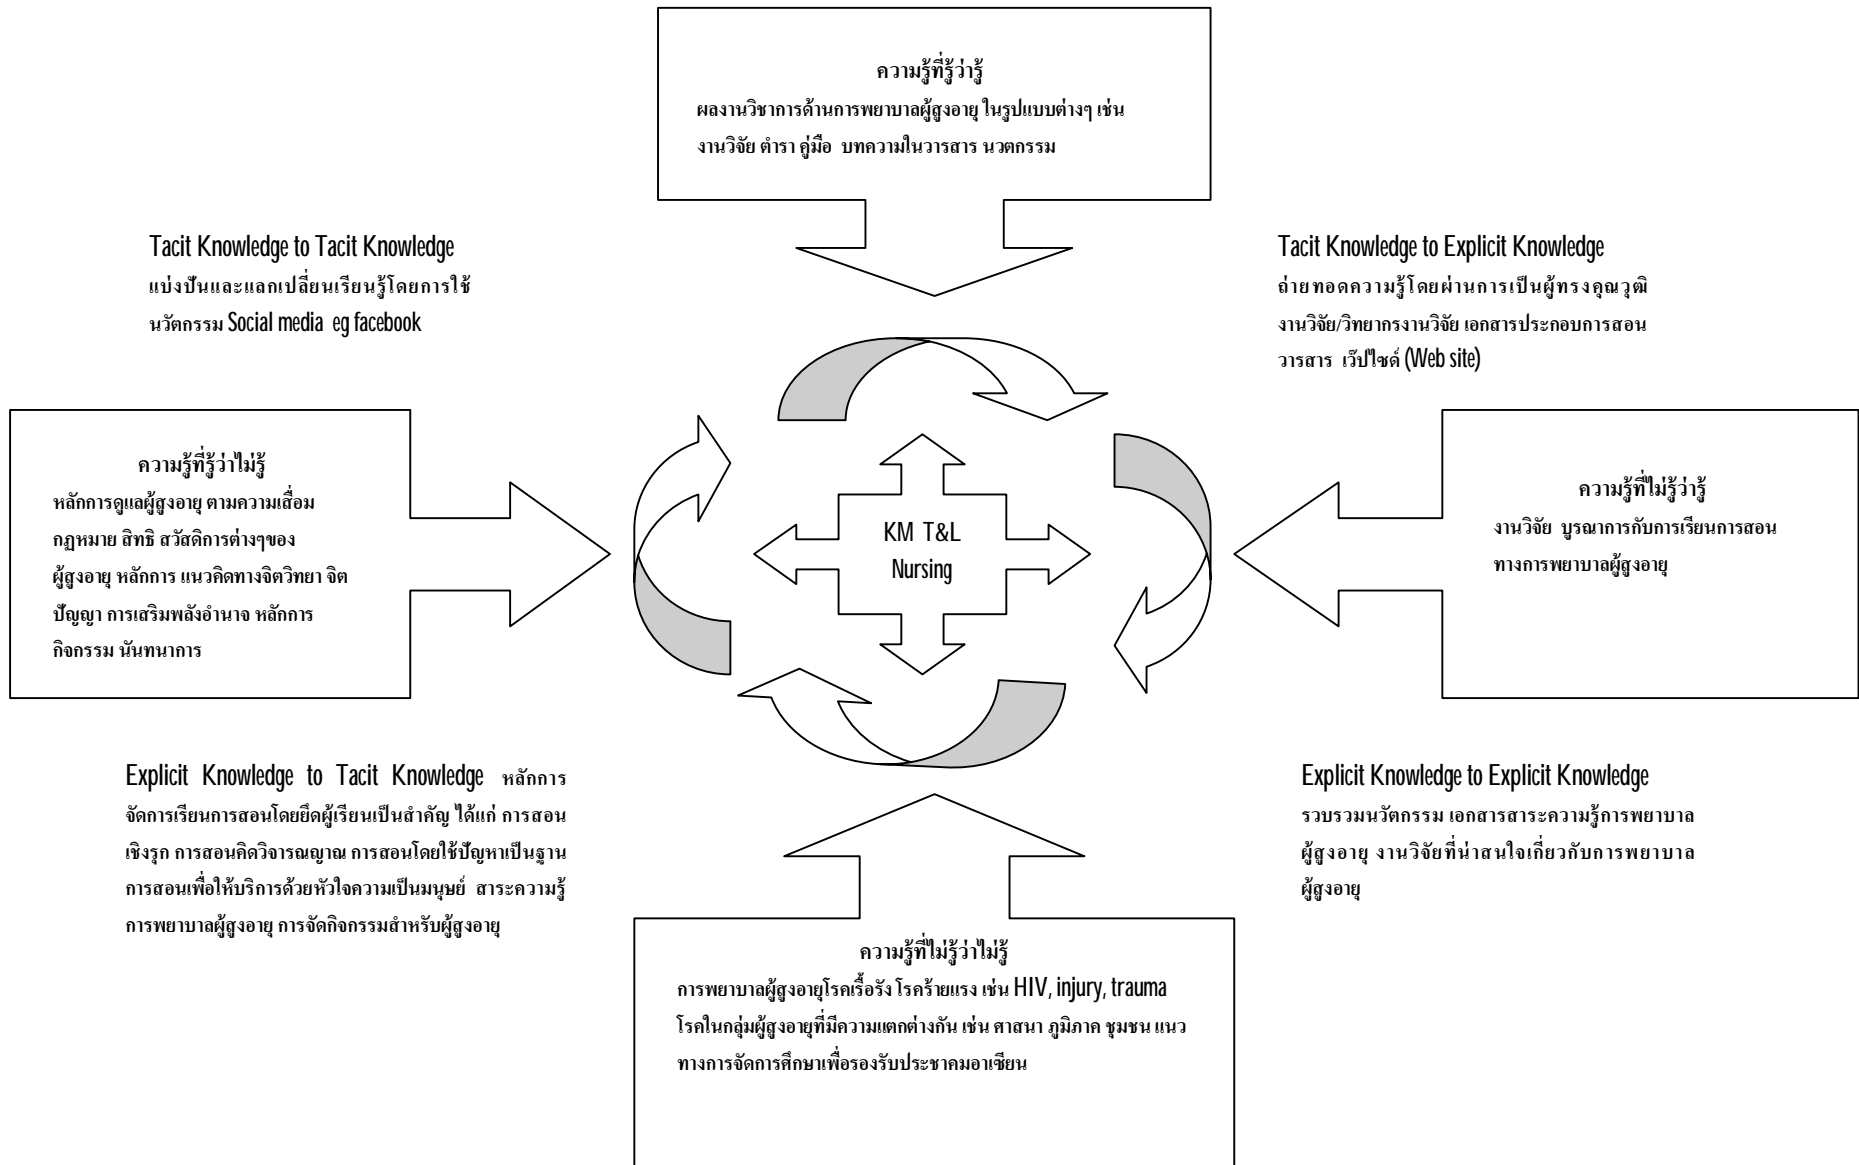 ความรู้ที่รู้ว่ารู้
ผลงานวิชาการด้านการพยาบาลผู้สูงอายุ ในรูปแบบต่างๆ เช่น
งานวิจัย ตำรา คู่มือ บทความในวารสาร นวตกรรม
Tacit Knowledge to Tacit Knowledge
แบ่งปันและแลกเปลี่ยนเรียนรู้โดยการใช้
นวัตกรรม Social media eg facebook
Tacit Knowledge to Explicit Knowledge
ถ่ายทอดความรู้โดยผ่านการเป็นผู้ทรงคุณวุฒิ
งานวิจัย/วิทยากรงานวิจัย เอกสารประกอบการสอน
วารสาร เว๊ปไซด์ (Web site)
ความรู้ที่รู้ว่าไม่รู้
หลักการดูแลผู้สูงอายุ ตามความเสื่อม
กฎหมาย สิทธิ สวัสดิการต่างๆของ
ผู้สูงอายุ หลักการ แนวคิดทางจิตวิทยา จิต
ปัญญา การเสริมพลังอำนาจ หลักการ
กิจกรรม นันทนาการ
KM T&L
Nursing
ความรู้ที่ไม่รู้ว่ารู้
งานวิจัย บูรณาการกับการเรียนการสอน
ทางการพยาบาลผู้สูงอายุ
Explicit Knowledge to Tacit Knowledge หลักการ
จัดการเรียนการสอนโดยยึดผู้เรียนเป็นสำคัญ ได้แก่ การสอน
เชิงรุก การสอนคิดวิจารณญาณ การสอนโดยใช้ปัญหาเป็นฐาน
การสอนเพื่อให้บริการด้วยหัวใจความเป็นมนุษย์ สาระความรู้
การพยาบาลผู้สูงอายุ การจัดกิจกรรมสำหรับผู้สูงอายุ
Explicit Knowledge to Explicit Knowledge
รวบรวมนวัตกรรม เอกสารสาระความรู้การพยาบาล
ผู้สูงอายุ งานวิจัยที่น่าสนใจเกี่ยวกับการพยาบาล
ผู้สูงอายุ
ความรู้ที่ไม่รู้ว่าไม่รู้
การพยาบาลผู้สูงอายุโรคเรื้อรัง โรคร้ายแรง เช่น HIV, injury, trauma
โรคในกลุ่มผู้สูงอายุที่มีความแตกต่างกัน เช่น ศาสนา ภูมิภาค ชุมชน แนว
ทางการจัดการศึกษาเพื่อรองรับประชาคมอาเซียน